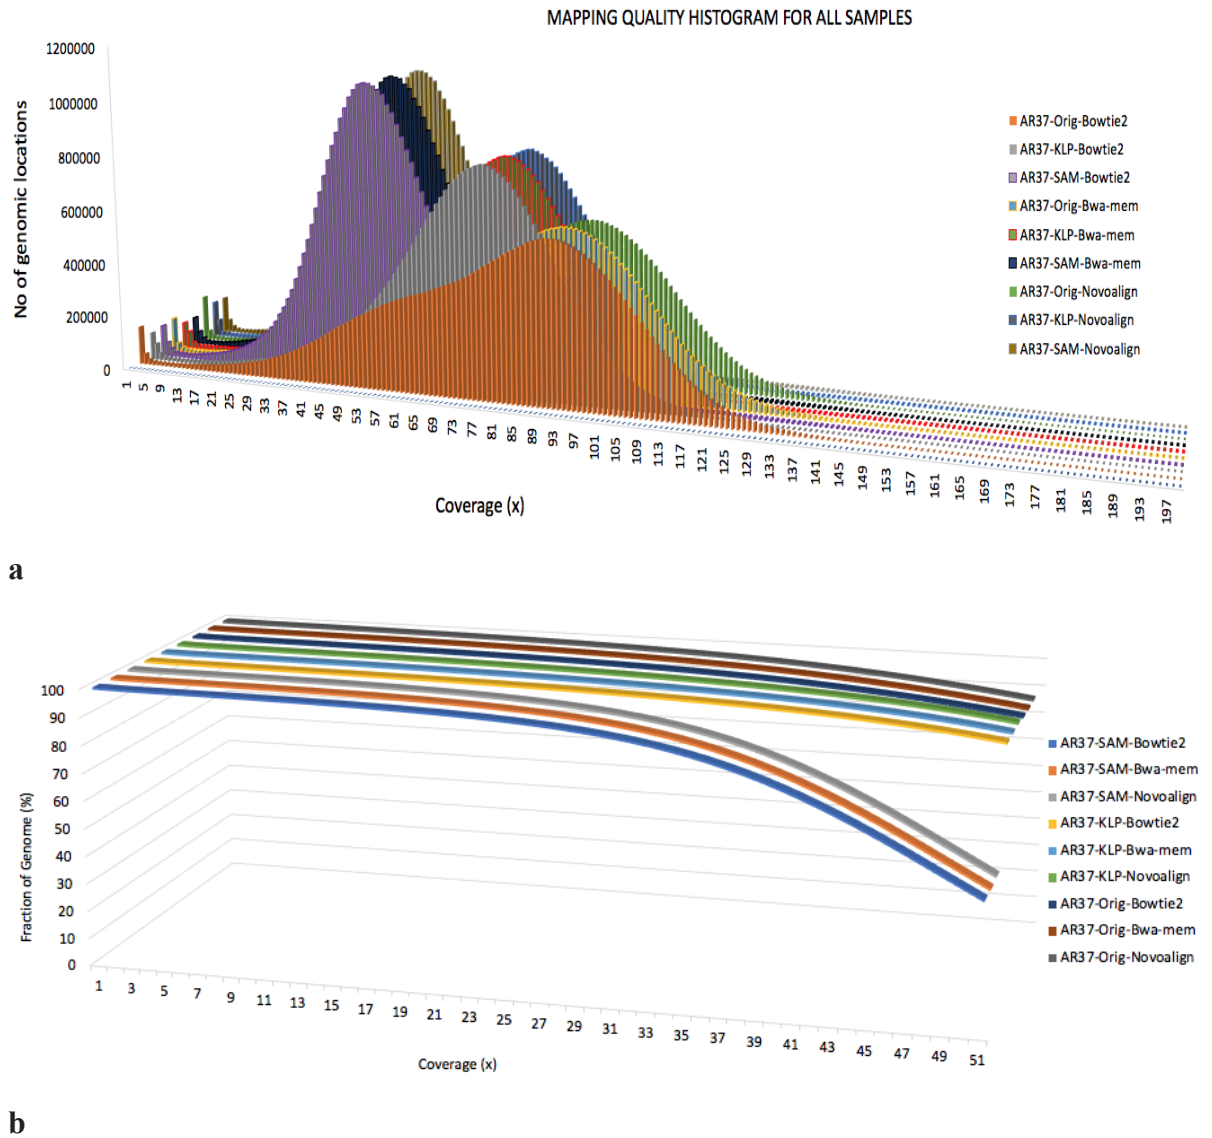 MAPPING QUALITY HISTOGRAM FOR ALL SAMPLES
No of genomic locations
1200000
1000000
800000
600000
400000
200000
0
1 5 9 13 17 21 25 29 33 37 41 45 49 53 57 61 65 69 73 77 81 85 89 93 97 101 105 109 113 117 121 125 129 133 137 141 145 149 153 157 161 165 169 173 177 181 185 189 193 197
Coverage (x)
AR37-Orig-Bowtie2
AR37-KLP-Bowtie2
AR37-SAM-Bowtie2
AR37-Orig-Bwa-mem
AR37-KLP-Bwa-mem
AR37-SAM-Bwa-mem
AR37-Orig-Novoalign
AR37-KLP-Novoalign
AR37-SAM-Novoalign
a
Fraction of Genome (%)
100
90
80
70
60
50
40
30
20
10
0
1 3 5 7 9 11 13 15 17 19 21 23 25 27 29 31 33 35 37 39 41 43 45 47 49 51
Coverage (x)
AR37-SAM-Bowtie2
AR37-SAM-Bwa-mem
AR37-SAM-Novoalign
AR37-KLP-Bowtie2
AR37-KLP-Bwa-mem
AR37-KLP-Novoalign
AR37-Orig-Bowtie2
AR37-Orig-Bwa-mem
AR37-Orig-Novoalign
b